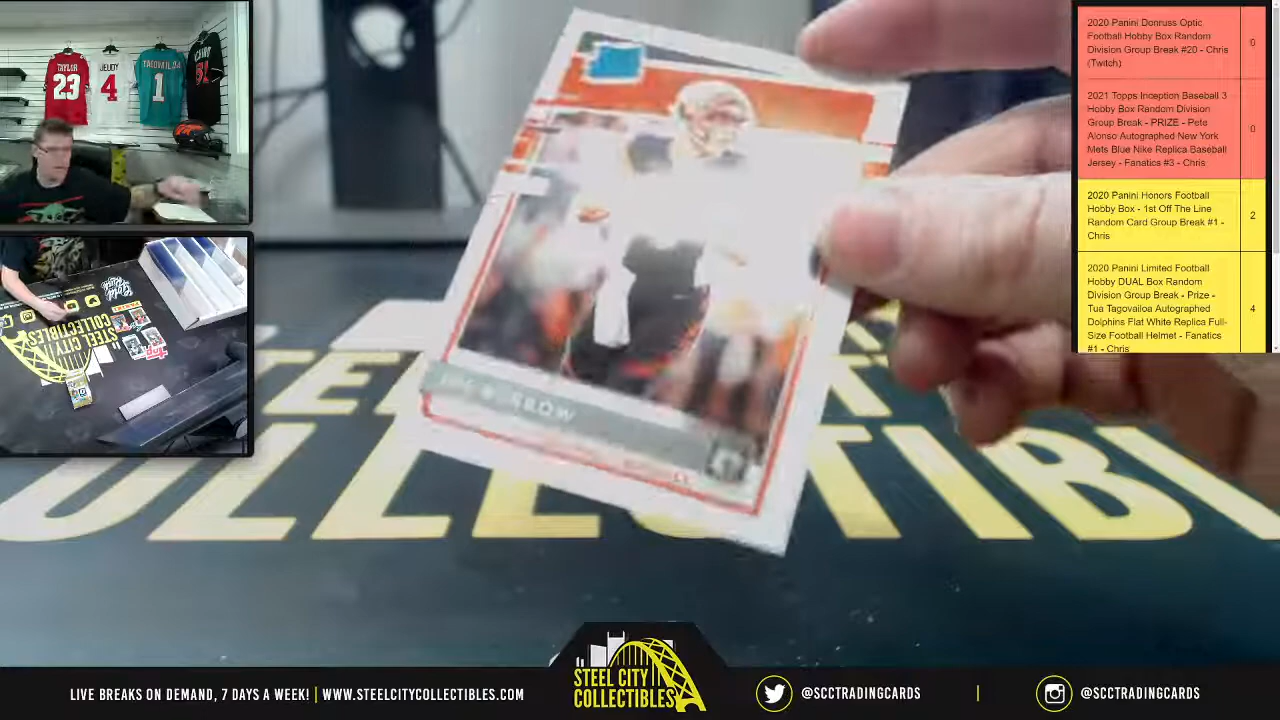 TAYLOR
23
JEUDY
4
TAGOVAILOA
1
2020 Panini Donruss Optic
Football Hobby Box Random
Division Group Break #20 - Chris
(Twitch)
0
2021 Topps Inception Baseball 3
Hobby Box Random Division
Group Break - PRIZE - Pete
Alonso Autographed New York
Mets Blue Nike Replica Baseball
Jersey - Fanatics #3 - Chris
0
2020 Panini Honors Football
Hobby Box - 1st Off The Line
Random Card Group Break #1 -
Chris
2
2020 Panini Limited Football
Hobby DUAL Box Random
Division Group Break - Prize -
Tua Tagovailoa Autographed
Dolphins Flat White Replica Full-
Size Football Helmet - Fanatics
#1 - Chris
4
STEEL CITY
COLLECTIBLES
LIVE BREAKS ON DEMAND, 7 DAYS A WEEK! | WWW.STEELCITYCOLLECTIBLES.COM
STEEL CITY
COLLECTIBLES
@SCCTRADINGCARDS | @SCCTRADINGCARDS